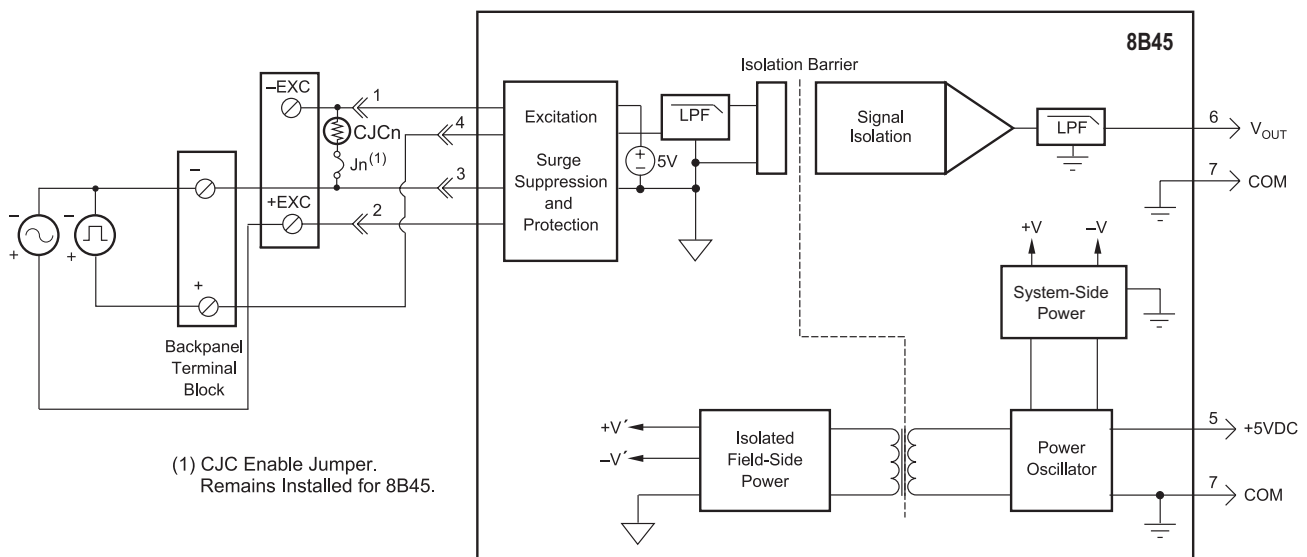 8B45
Isolation Barrier
–EXC
1
CJCn
Jn(1)
4
-
3
+EXC
2
+
Backpanel
Terminal
Block
–
+
–
+
Excitation
Surge
Suppression
and
Protection
+
–
5V
LPF
Signal
Isolation
LPF
6
VOUT
7
COM
+V
–V
System-Side
Power
+V´
–V´
Isolated
Field-Side
Power
Power
Oscillator
5
+5VDC
7
COM
(1) CJC Enable Jumper.
Remains Installed for 8B45.